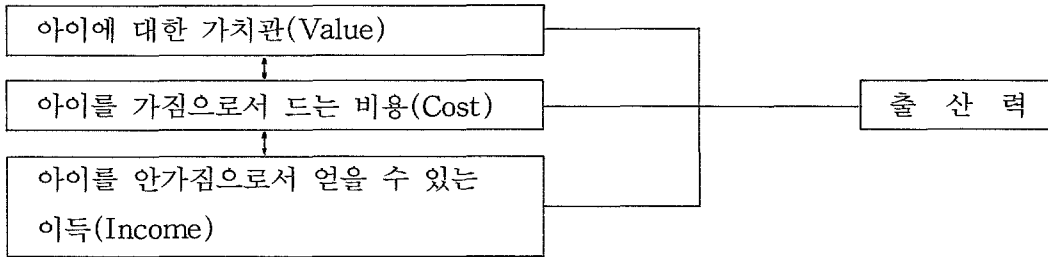 아이에 대한 가치관(Value)
아이를 가짐으로서 드는 비용(Cost)
출 산 력
아이를 안가짐으로서 얻을 수 있는
이득(Income)